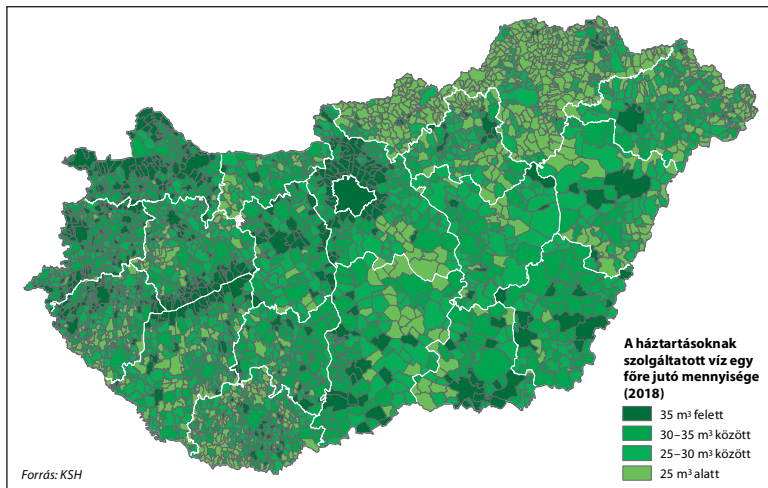 A háztartásoknak
szolgáltatott víz egy
főre jutó mennyisége
(2018)
35 m³ felett
30–35 m³ között
25–30 m³ között
25 m³ alatt
Forrás: KSH